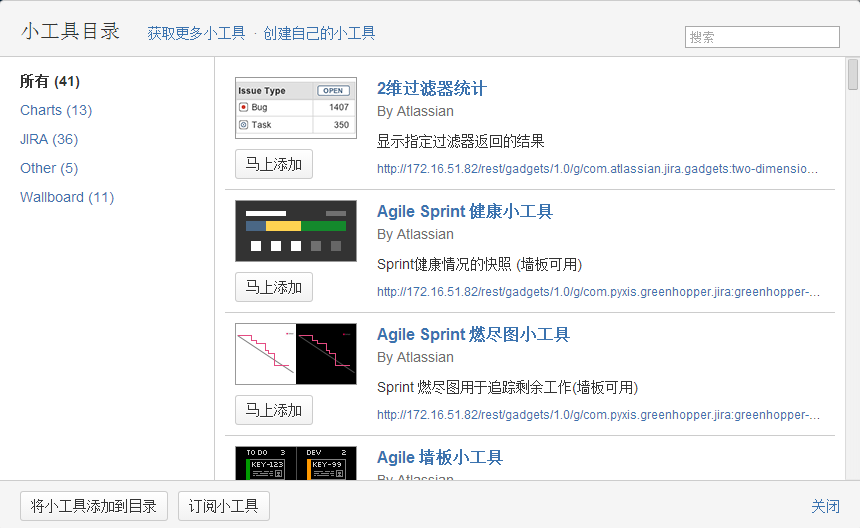 小工具目录 获取更多小工具 · 创建自己的小工具 搜索
所有 (41)
Charts (13)
JIRA (36)
Other (5)
Wallboard (11)
Issue Type OPEN
Bug 1407
Task 350
马上添加
2维过滤器统计
By Atlassian
显示指定过滤器返回的结果
http://172.16.51.82/rest/gadgets/1.0/g/com.atlassian.jira.gadgets:two-dimensio...
马上添加
Agile Sprint 健康小工具
By Atlassian
Sprint健康情况的快照 (墙板可用)
http://172.16.51.82/rest/gadgets/1.0/g/com.pyxis.greenhopper.jira:greenhopper-...
马上添加
Agile Sprint 燃尽图小工具
By Atlassian
Sprint 燃尽图用于追踪剩余工作(墙板可用)
http://172.16.51.82/rest/gadgets/1.0/g/com.pyxis.greenhopper.jira:greenhopper-...
TO DO 3 DEV 2
KEY-123 KEY-99
Agile 墙板小工具
By Atlassian
将小工具添加到目录 订阅小工具 关闭